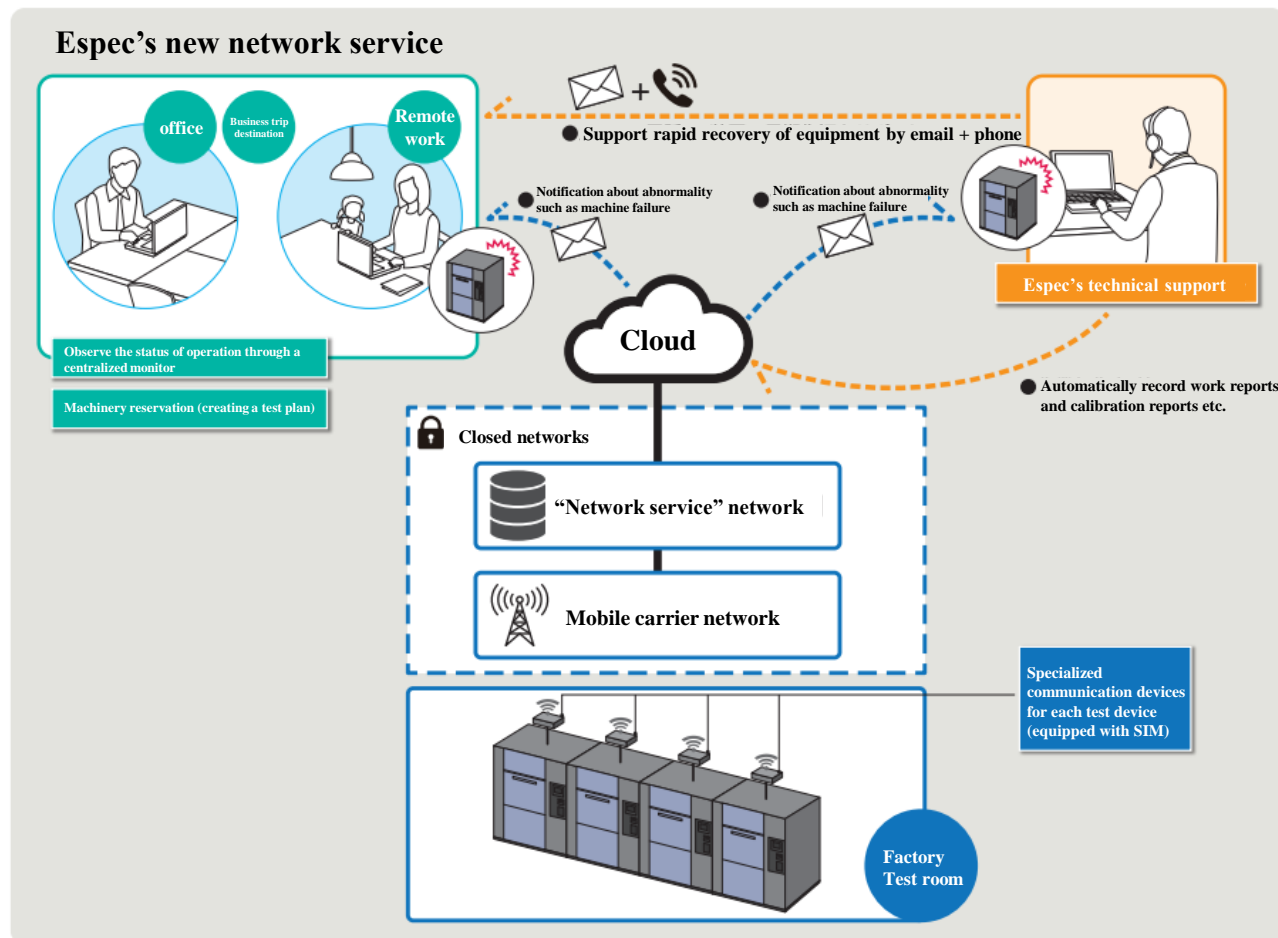 Espec’s new network service
office
Business trip
destination
Remote
work
+
● Support rapid recovery of equipment by email + phone
● Notification about abnormality
such as machine failure
● Notification about abnormality
such as machine failure
Espec’s technical support
Cloud
Observe the status of operation through a
centralized monitor
Machinery reservation (creating a test plan)
● Automatically record work reports
and calibration reports etc.
Closed networks
“Network service” network
Mobile carrier network
Specialized
communication devices
for each test device
(equipped with SIM)
Factory
Test room